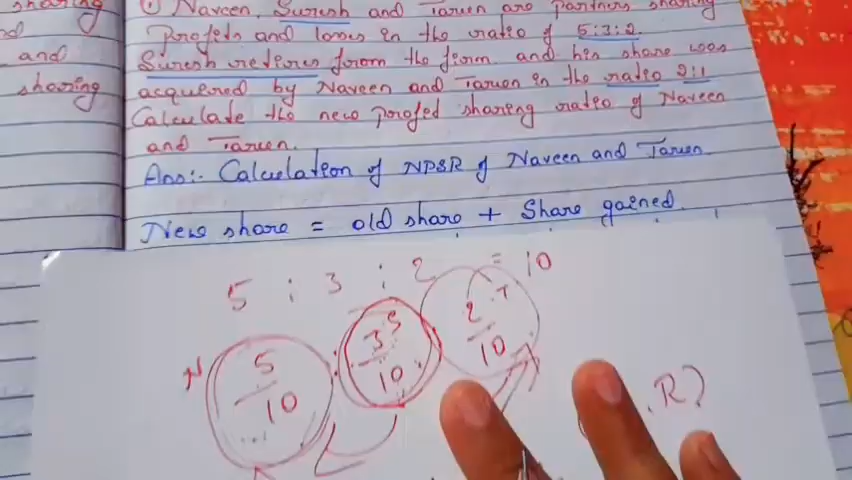 sharing
and
sharing
① Naveen, Suresh and Tarun are partners sharing
Profits and losses in the ratio of 5:3:2.
Suresh retires from the firm and his share was
acquered by Naveen and Tarun in the ratio 2:1
Calculate the new profet sharing ratio of Naveen
and Tarun.
Ans:- Calculation of NPSR of Naveen and Tarun
New share = old share + Share gained
5 : 3 : 2 = 10
N 5/10 : S 3/10 : T 2/10
R)